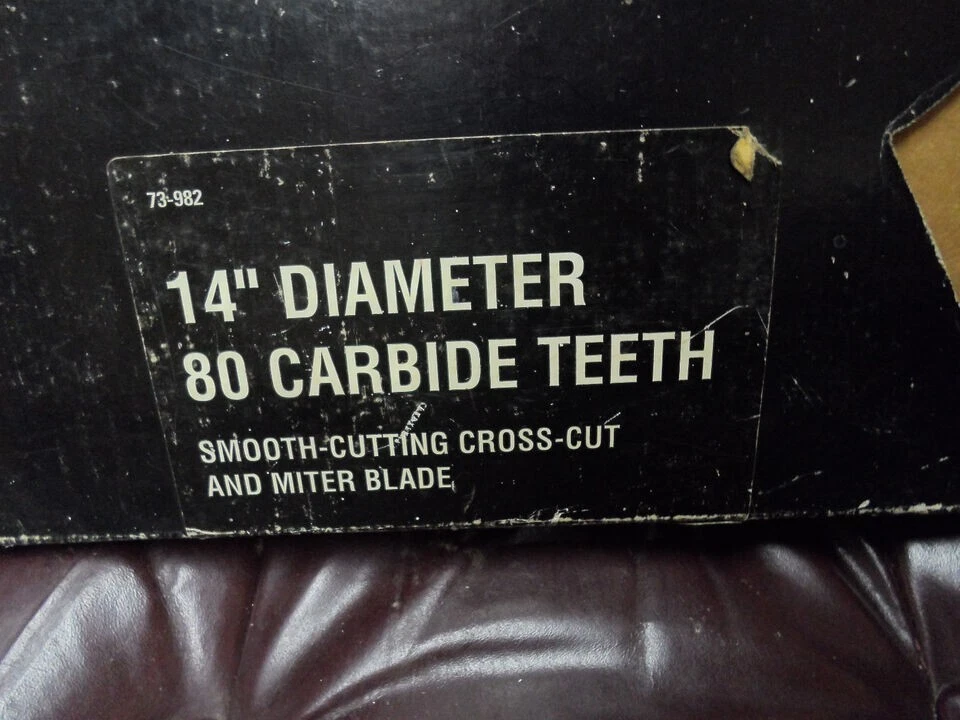 73-982
14" DIAMETER
80 CARBIDE TEETH
SMOOTH-CUTTING CROSS-CUT
AND MITER BLADE